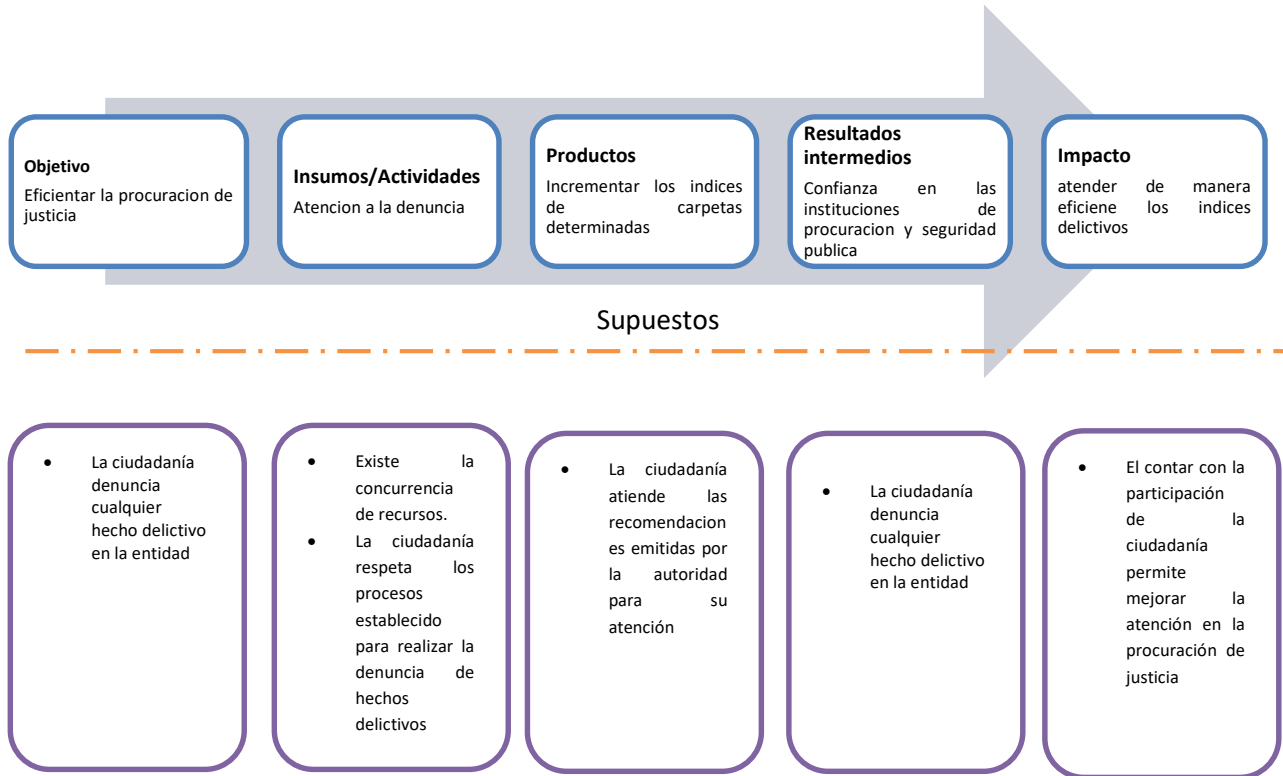 Objetivo
Eficientar la procuracion de
justicia
Insumos/Actividades
Atencion a la denuncia
Productos
Incrementar los indices
de carpetas
determinadas
Resultados
intermedios
Confianza en las
instituciones de
procuracion y seguridad
publica
Impacto
atender de manera
eficiene los indices
delictivos
Supuestos
• La ciudadanía
denuncia
cualquier
hecho delictivo
en la entidad
• Existe la
concurrencia
de recursos.
• La ciudadanía
respeta los
procesos
establecido
para realizar la
denuncia de
hechos
delictivos
• La ciudadanía
atiende las
recomendacion
es emitidas por
la autoridad
para su
atención
• La ciudadanía
denuncia
cualquier
hecho delictivo
en la entidad
• El contar con la
participación
de la
ciudadanía
permite
mejorar la
atención en la
procuración de
justicia